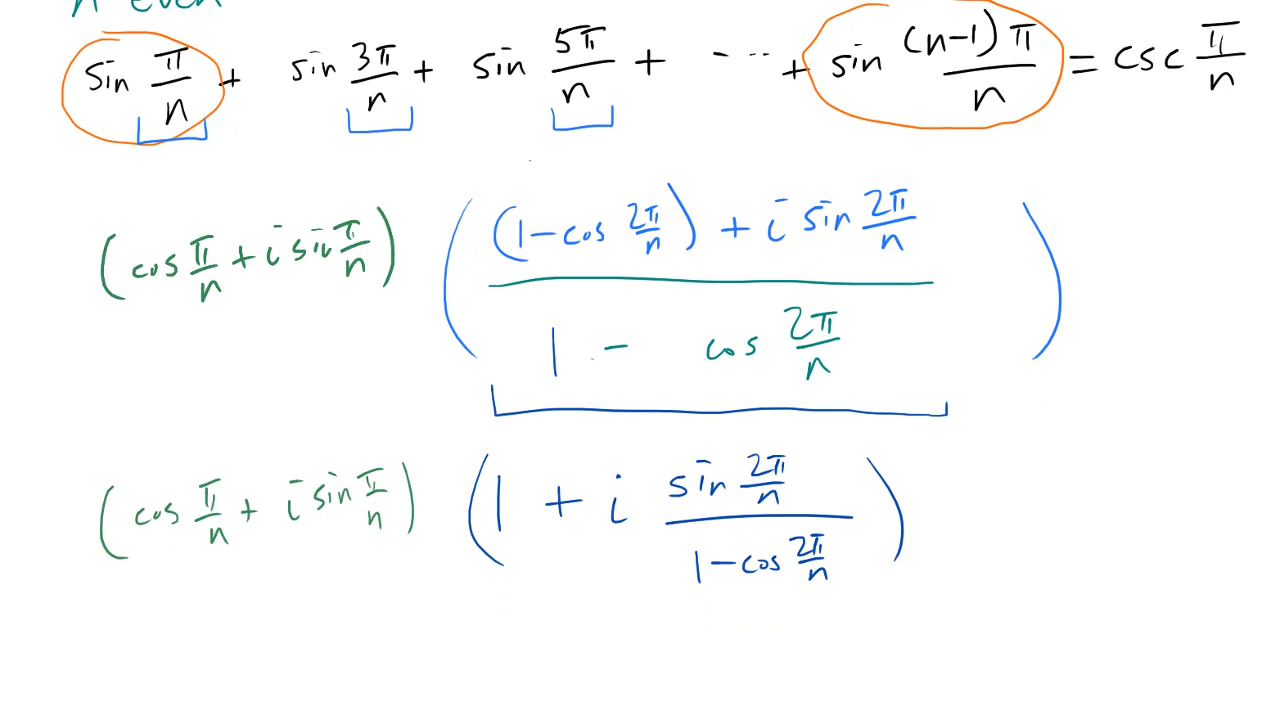 n even
sin π/n + sin 3π/n + sin 5π/n + ⋯ + sin (n-1)π/n = csc π/n
(cos π/n + i sin π/n) ( ((1-cos 2π/n) + i sin 2π/n) / (1 - cos 2π/n) )
(cos π/n + i sin π/n) (1 + i sin 2π/n / (1-cos 2π/n))